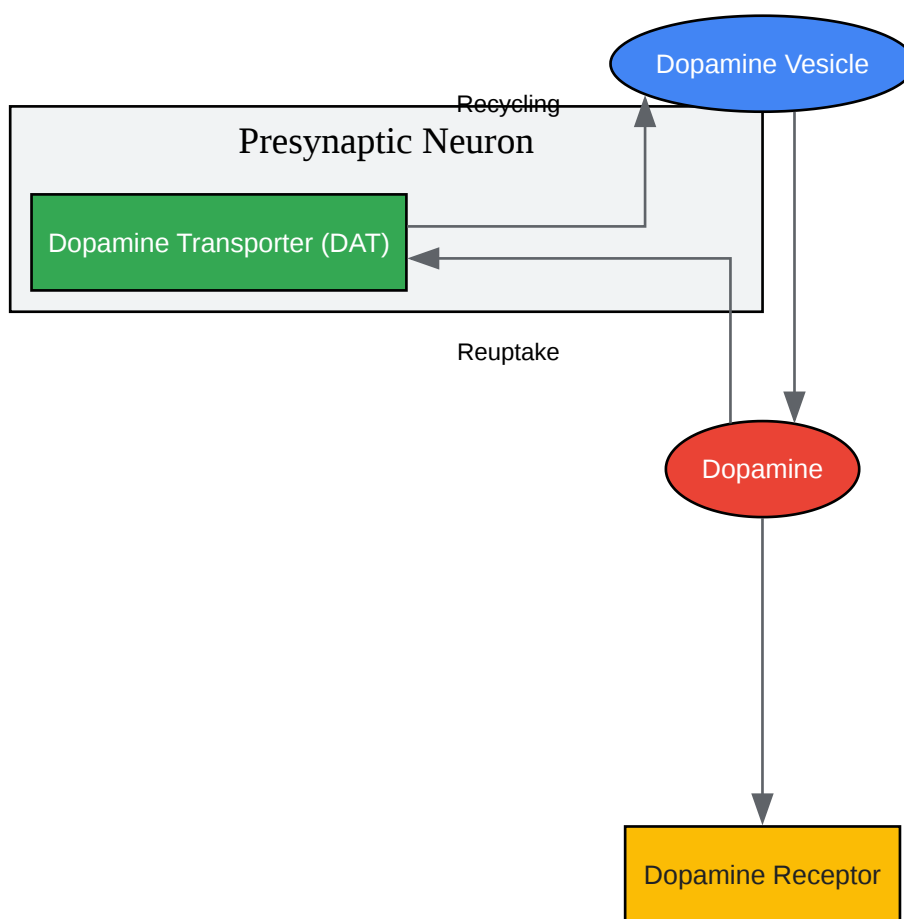 Dopamine Vesicle
Recycling
Presynaptic Neuron
Dopamine Transporter (DAT)
Reuptake
Dopamine
Dopamine Receptor